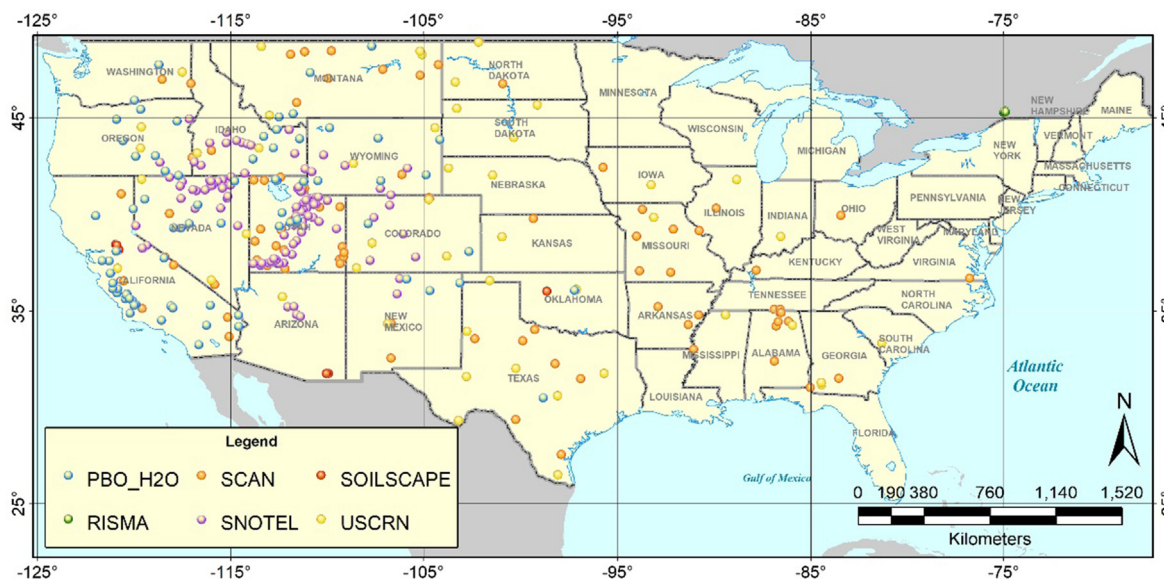 -125° -115° -105° -95° -85° -75°
WASHINGTON
MONTANA
NORTH
DAKOTA
MINNESOTA
MAINE
NEW
HAMPSHIRE
45°
45°
OREGON
IDAHO
SOUTH
DAKOTA
WISCONSIN
MICHIGAN
VERMONT
NEW
YORK
WYOMING
MASSACHUSETTS
CONNECTICUT
NEBRASKA
IOWA
PENNSYLVANIA
NEW
JERSEY
ILLINOIS
INDIANA
OHIO
NEVADA
UTAH
COLORADO
KANSAS
MISSOURI
WEST
VIRGINIA
MARYLAND
KENTUCKY
VIRGINIA
CALIFORNIA
OKLAHOMA
TENNESSEE
NORTH
CAROLINA
35°
35°
ARIZONA
NEW
MEXICO
ARKANSAS
SOUTH
CAROLINA
MISSISSIPPI
ALABAMA
GEORGIA
TEXAS
LOUISIANA
Atlantic
Ocean
FLORIDA
N
Legend
PBO_H2O SCAN SOILSCAPE
RISMA SNOTEL USCRN
Gulf of Mexico
0 190 380 760 1,140 1,520
Kilometers
25°
25°
-125° -115° -105° -95° -85° -75°